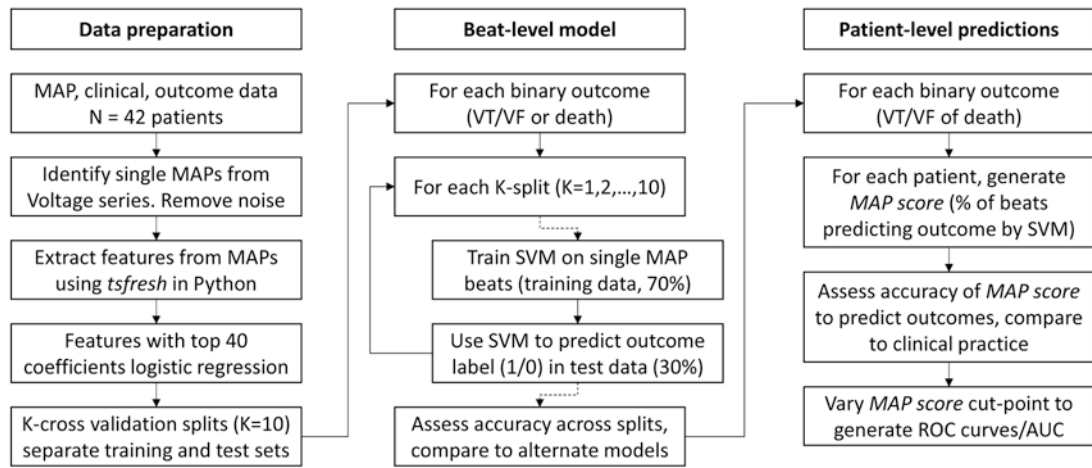 Data preparation
MAP, clinical, outcome data
N = 42 patients
Identify single MAPs from
Voltage series. Remove noise
Extract features from MAPs
using tsfresh in Python
Features with top 40
coefficients logistic regression
K-cross validation splits (K=10)
separate training and test sets
Beat-level model
For each binary outcome
(VT/VF or death)
For each K-split (K=1,2,...,10)
Train SVM on single MAP
beats (training data, 70%)
Use SVM to predict outcome
label (1/0) in test data (30%)
Assess accuracy across splits,
compare to alternate models
Patient-level predictions
For each binary outcome
(VT/VF of death)
For each patient, generate
MAP score (% of beats
predicting outcome by SVM)
Assess accuracy of MAP score
to predict outcomes, compare
to clinical practice
Vary MAP score cut-point to
generate ROC curves/AUC